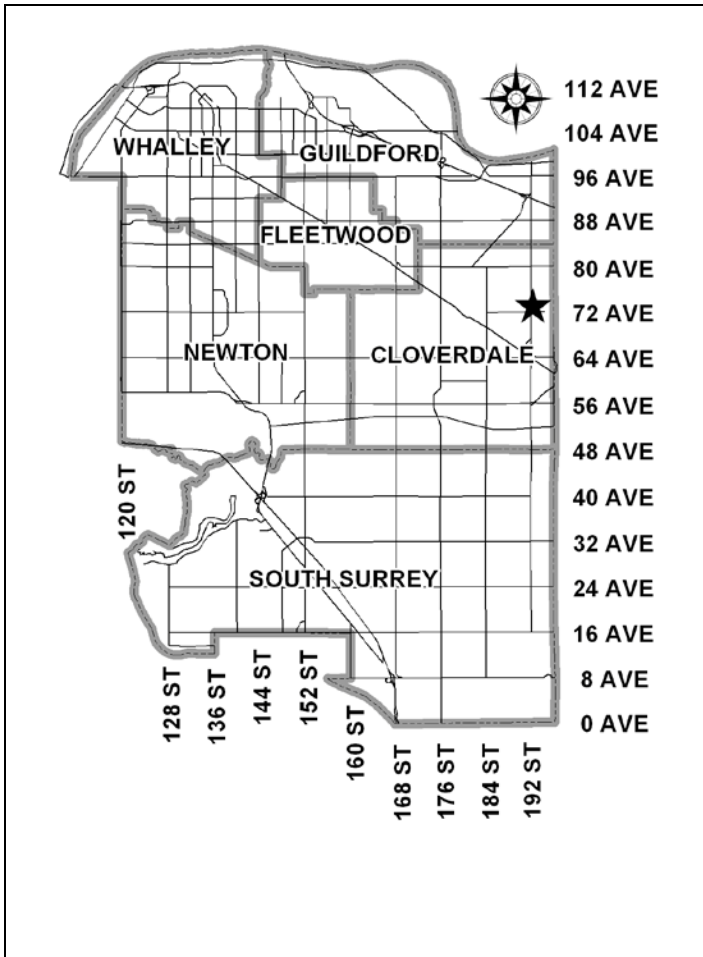 112 AVE
104 AVE
WHALLEY
GUILDFORD
96 AVE
88 AVE
FLEETWOOD
80 AVE
72 AVE
NEWTON
CLOVERDALE
64 AVE
56 AVE
48 AVE
120 ST
40 AVE
32 AVE
SOUTH SURREY
24 AVE
16 AVE
128 ST
136 ST
144 ST
152 ST
160 ST
8 AVE
0 AVE
168 ST
176 ST
184 ST
192 ST